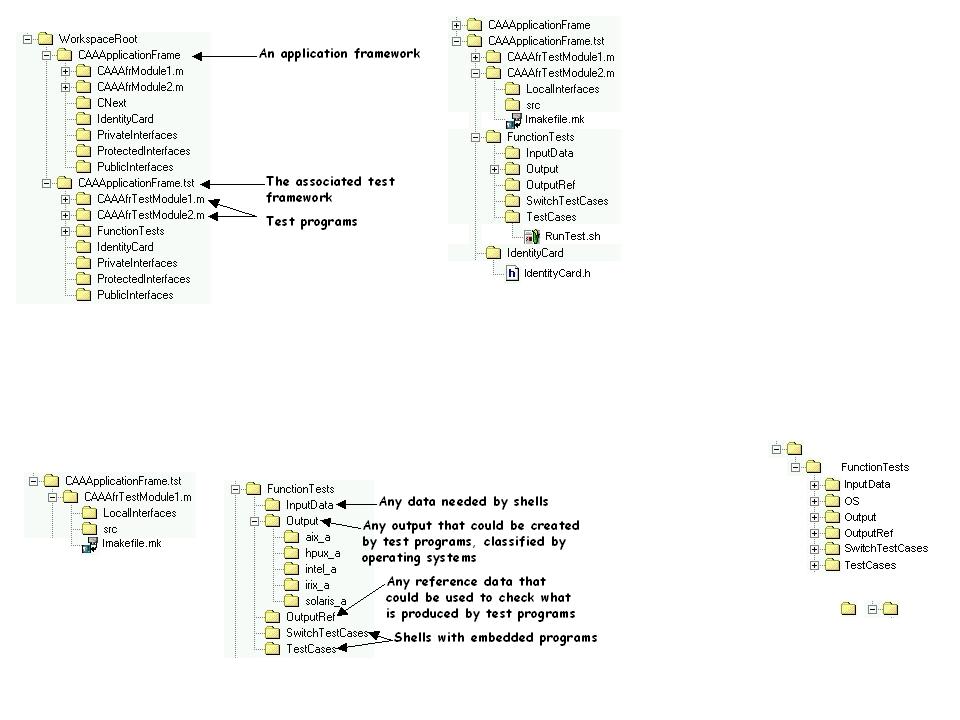 WorkspaceRoot
CAAApplicationFrame
An application framework
CAAAfrModule1.m
CAAAfrModule2.m
CNext
IdentityCard
PrivateInterfaces
ProtectedInterfaces
PublicInterfaces
CAAApplicationFrame.tst
The associated test
framework
CAAAfrTestModule1.m
CAAAfrTestModule2.m
Test programs
FunctionTests
IdentityCard
PrivateInterfaces
ProtectedInterfaces
PublicInterfaces
CAAApplicationFrame
CAAApplicationFrame.tst
CAAAfrTestModule1.m
CAAAfrTestModule2.m
LocalInterfaces
src
Imakefile.mk
FunctionTests
InputData
Output
OutputRef
SwitchTestCases
TestCases
RunTest.sh
IdentityCard
h IdentityCard.h
CAAApplicationFrame.tst
CAAAfrTestModule1.m
LocalInterfaces
src
Imakefile.mk
FunctionTests
InputData
Any data needed by shells
Output
Any output that could be created
by test programs, classified by
operating systems
aix_a
hpux_a
intel_a
irix_a
solaris_a
Any reference data that
could be used to check what
is produced by test programs
OutputRef
SwitchTestCases
Shells with embedded programs
TestCases
FunctionTests
InputData
OS
Output
OutputRef
SwitchTestCases
TestCases